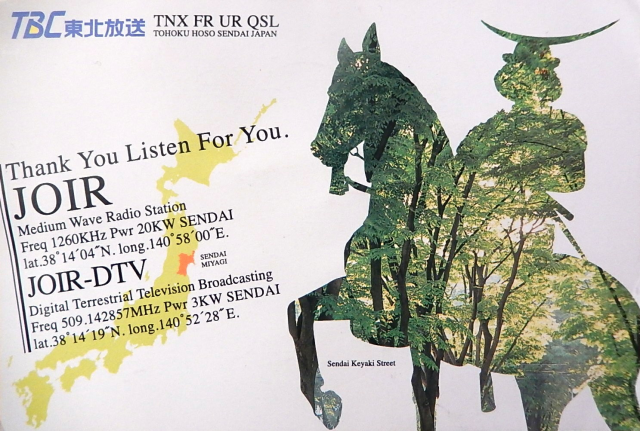 TBC東北放送 TNX FR UR QSL
TOHOKU HOSO SENDAI JAPAN
Thank You Listen For You.
JOIR
Medium Wave Radio Station
Freq 1260KHz Pwr 20KW SENDAI
lat.38°14′04″N. long.140°58′00″E.
JOIR-DTV
SENDAI
MIYAGI
Digital Terrestrial Television Broadcasting
Freq 509.142857MHz Pwr 3KW SENDAI
lat.38°14′19″N. long.140°52′28″E.
Sendai Keyaki Street